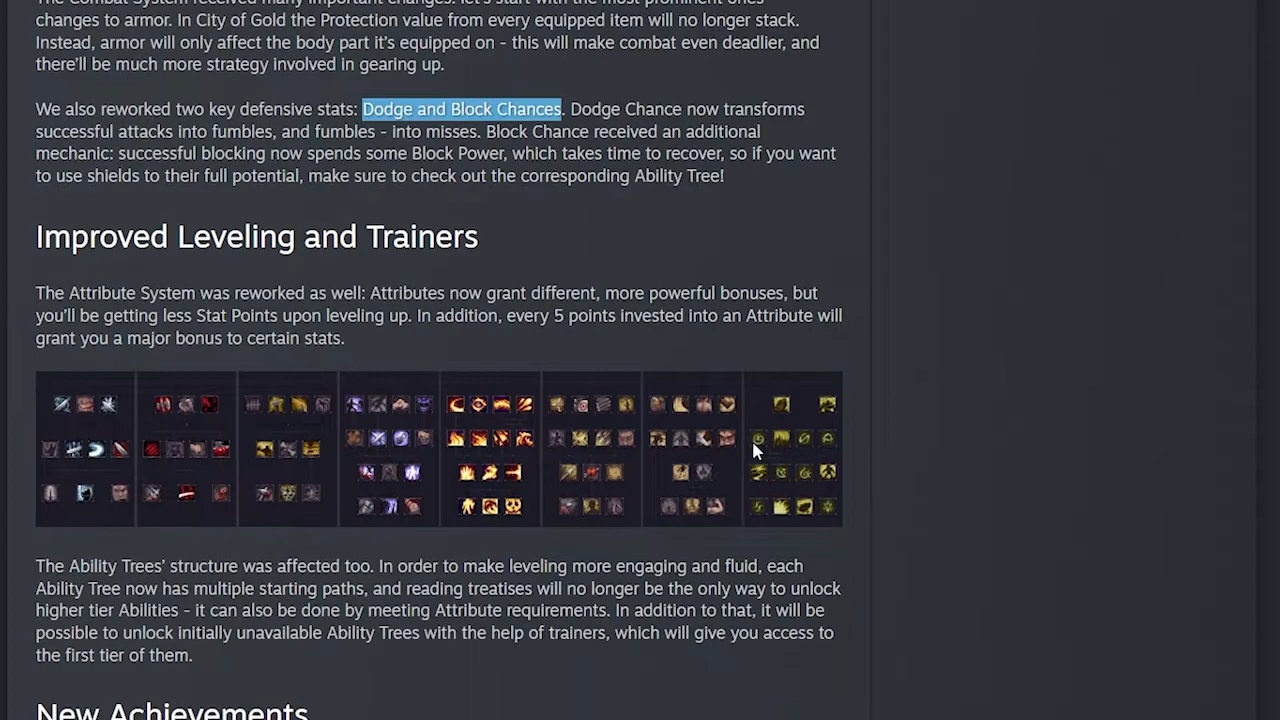 The Combat System received many important changes: let's start with the most prominent ones
changes to armor. In City of Gold the Protection value from every equipped item will no longer stack.
Instead, armor will only affect the body part it's equipped on - this will make combat even deadlier, and
there'll be much more strategy involved in gearing up.
We also reworked two key defensive stats: Dodge and Block Chances. Dodge Chance now transforms
successful attacks into fumbles, and fumbles - into misses. Block Chance received an additional
mechanic: successful blocking now spends some Block Power, which takes time to recover, so if you want
to use shields to their full potential, make sure to check out the corresponding Ability Tree!
Improved Leveling and Trainers
The Attribute System was reworked as well: Attributes now grant different, more powerful bonuses, but
you'll be getting less Stat Points upon leveling up. In addition, every 5 points invested into an Attribute will
grant you a major bonus to certain stats.
The Ability Trees' structure was affected too. In order to make leveling more engaging and fluid, each
Ability Tree now has multiple starting paths, and reading treatises will no longer be the only way to unlock
higher tier Abilities - it can also be done by meeting Attribute requirements. In addition to that, it will be
possible to unlock initially unavailable Ability Trees with the help of trainers, which will give you access to
the first tier of them.
New Achievements